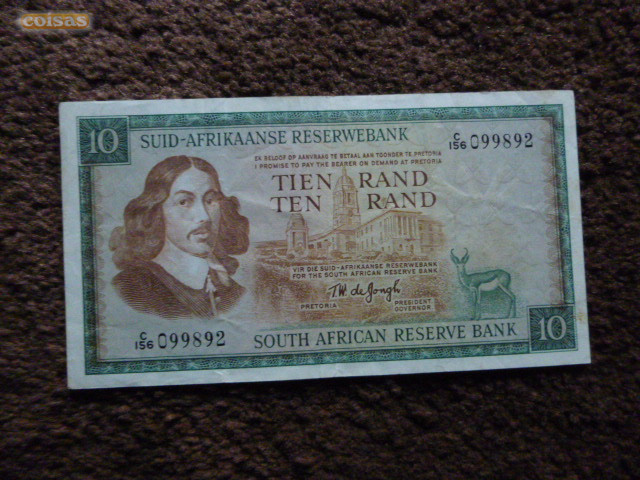 coisas
10
SUID-AFRIKAANSE RESERWEBANK
C/156 099892
EK BELOOF OP AANVRAAG TE BETAAL AAN TOONDER TE PRETORIA
I PROMISE TO PAY THE BEARER ON DEMAND AT PRETORIA
TIEN RAND
TEN RAND
VIR DIE SUID-AFRIKAANSE RESERWEBANK
FOR THE SOUTH AFRICAN RESERVE BANK
T.W. de Jongh
PRETORIA
PRESIDENT
GOVERNOR
C/156 099892
SOUTH AFRICAN RESERVE BANK
10